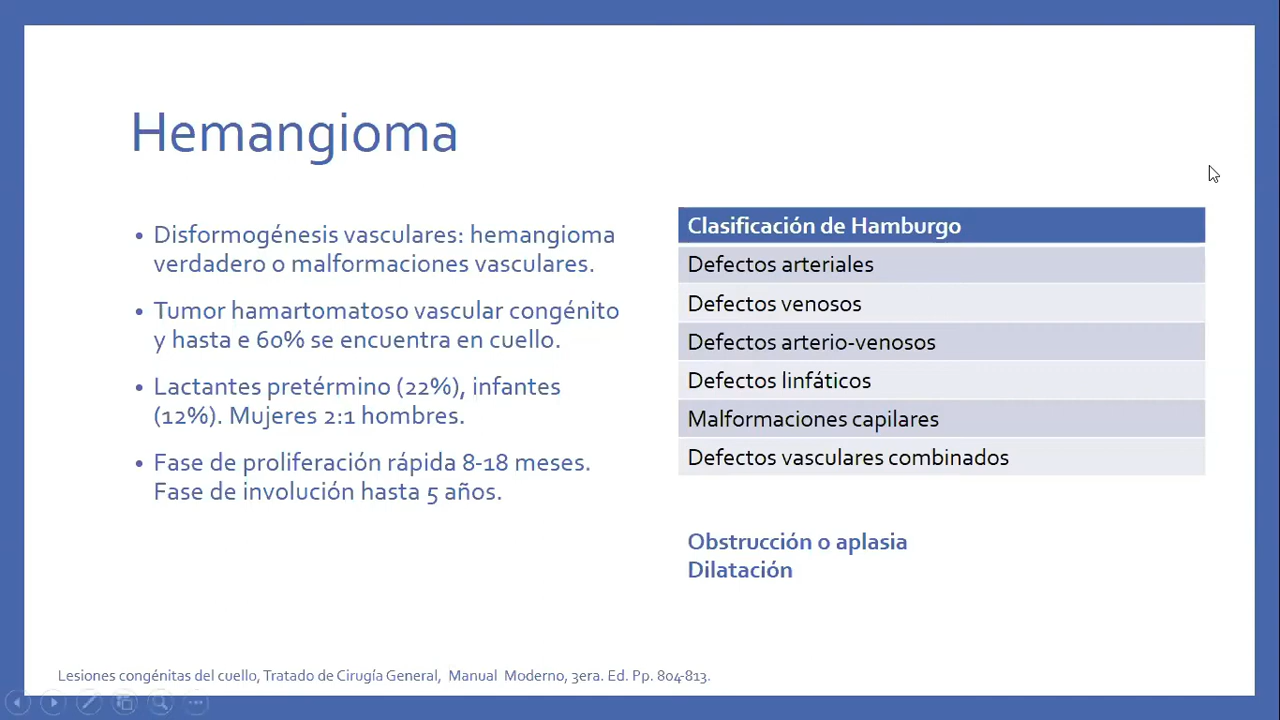 Hemangioma
• Disformogénesis vasculares: hemangioma
verdadero o malformaciones vasculares.
• Tumor hamartomatoso vascular congénito
y hasta e 60% se encuentra en cuello.
• Lactantes pretérmino (22%), infantes
(12%). Mujeres 2:1 hombres.
• Fase de proliferación rápida 8-18 meses.
Fase de involución hasta 5 años.
Clasificación de Hamburgo
Defectos arteriales
Defectos venosos
Defectos arterio-venosos
Defectos linfáticos
Malformaciones capilares
Defectos vasculares combinados
Obstrucción o aplasia
Dilatación
Lesiones congénitas del cuello, Tratado de Cirugía General, Manual Moderno, 3era. Ed. Pp. 804-813.